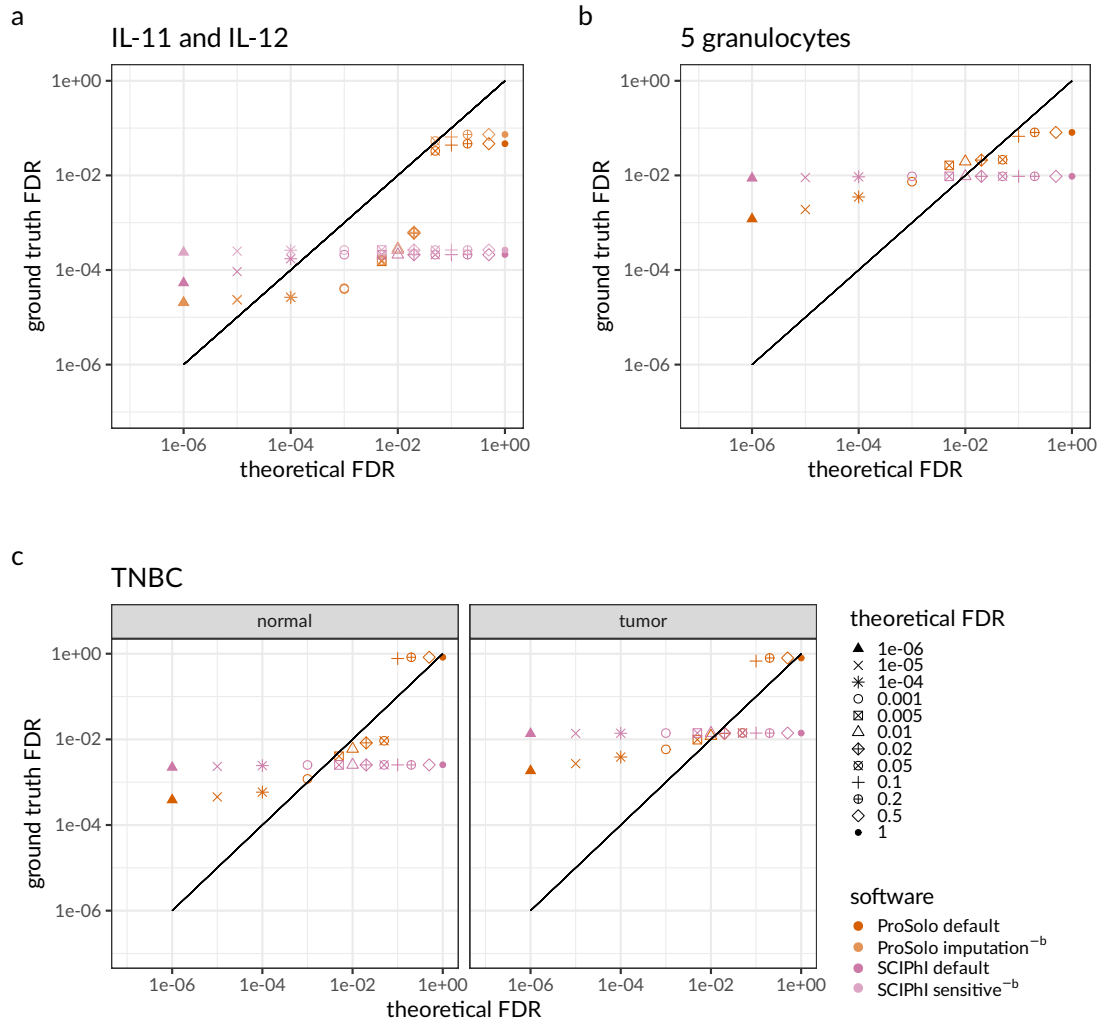 a
IL-11 and IL-12
ground truth FDR
1e+00
1e-02
1e-04
1e-06
1e-06
1e-04
1e-02
1e+00
theoretical FDR
b
5 granulocytes
ground truth FDR
1e+00
1e-02
1e-04
1e-06
1e-06
1e-04
1e-02
1e+00
theoretical FDR
c
TNBC
normal
tumor
ground truth FDR
1e+00
1e-02
1e-04
1e-06
1e-06
1e-04
1e-02
1e+00
1e-06
1e-04
1e-02
1e+00
theoretical FDR
theoretical FDR
1e-06
1e-05
1e-04
0.001
0.005
0.01
0.02
0.05
0.1
0.2
0.5
1
software
ProSolo default
ProSolo imputation⁻ᵇ
SCIPhI default
SCIPhI sensitive⁻ᵇ